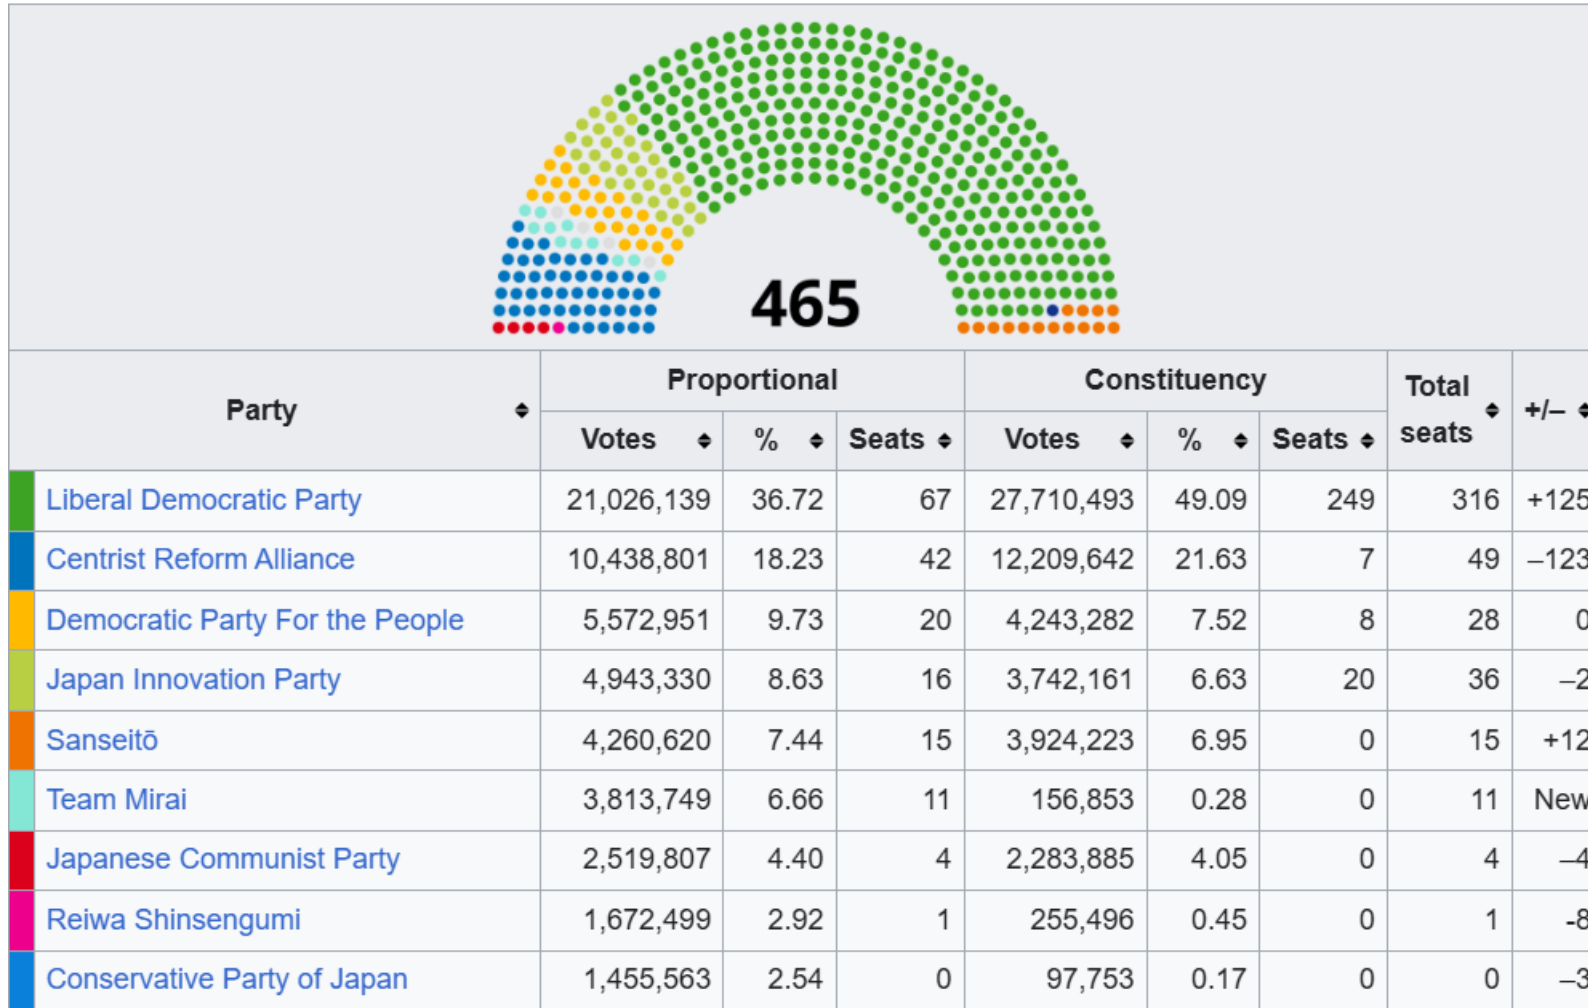 465
Party Proportional Constituency Total seats +/–
Votes % Seats Votes % Seats
Liberal Democratic Party 21,026,139 36.72 67 27,710,493 49.09 249 316 +125
Centrist Reform Alliance 10,438,801 18.23 42 12,209,642 21.63 7 49 –123
Democratic Party For the People 5,572,951 9.73 20 4,243,282 7.52 8 28 0
Japan Innovation Party 4,943,330 8.63 16 3,742,161 6.63 20 36 –2
Sanseitō 4,260,620 7.44 15 3,924,223 6.95 0 15 +12
Team Mirai 3,813,749 6.66 11 156,853 0.28 0 11 New
Japanese Communist Party 2,519,807 4.40 4 2,283,885 4.05 0 4 –4
Reiwa Shinsengumi 1,672,499 2.92 1 255,496 0.45 0 1 -8
Conservative Party of Japan 1,455,563 2.54 0 97,753 0.17 0 0 –3